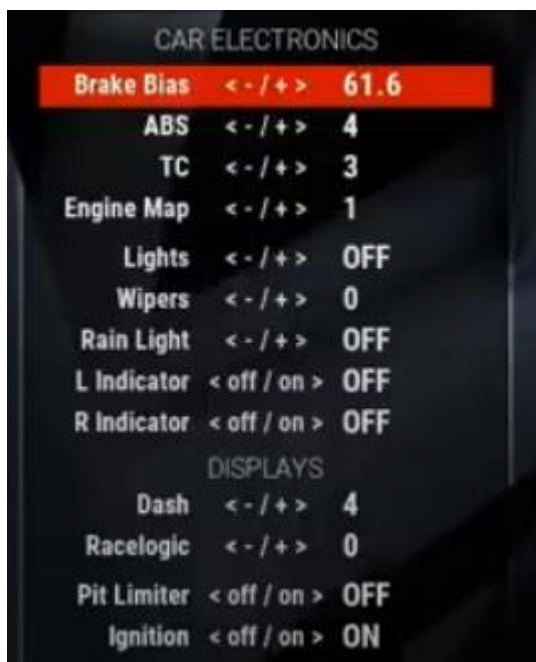 CAR ELECTRONICS
Brake Bias < - / + > 61.6
ABS < - / + > 4
TC < - / + > 3
Engine Map < - / + > 1
Lights < - / + > OFF
Wipers < - / + > 0
Rain Light < - / + > OFF
L Indicator < off / on > OFF
R Indicator < off / on > OFF
DISPLAYS
Dash < - / + > 4
Racelogic < - / + > 0
Pit Limiter < off / on > OFF
Ignition < off / on > ON